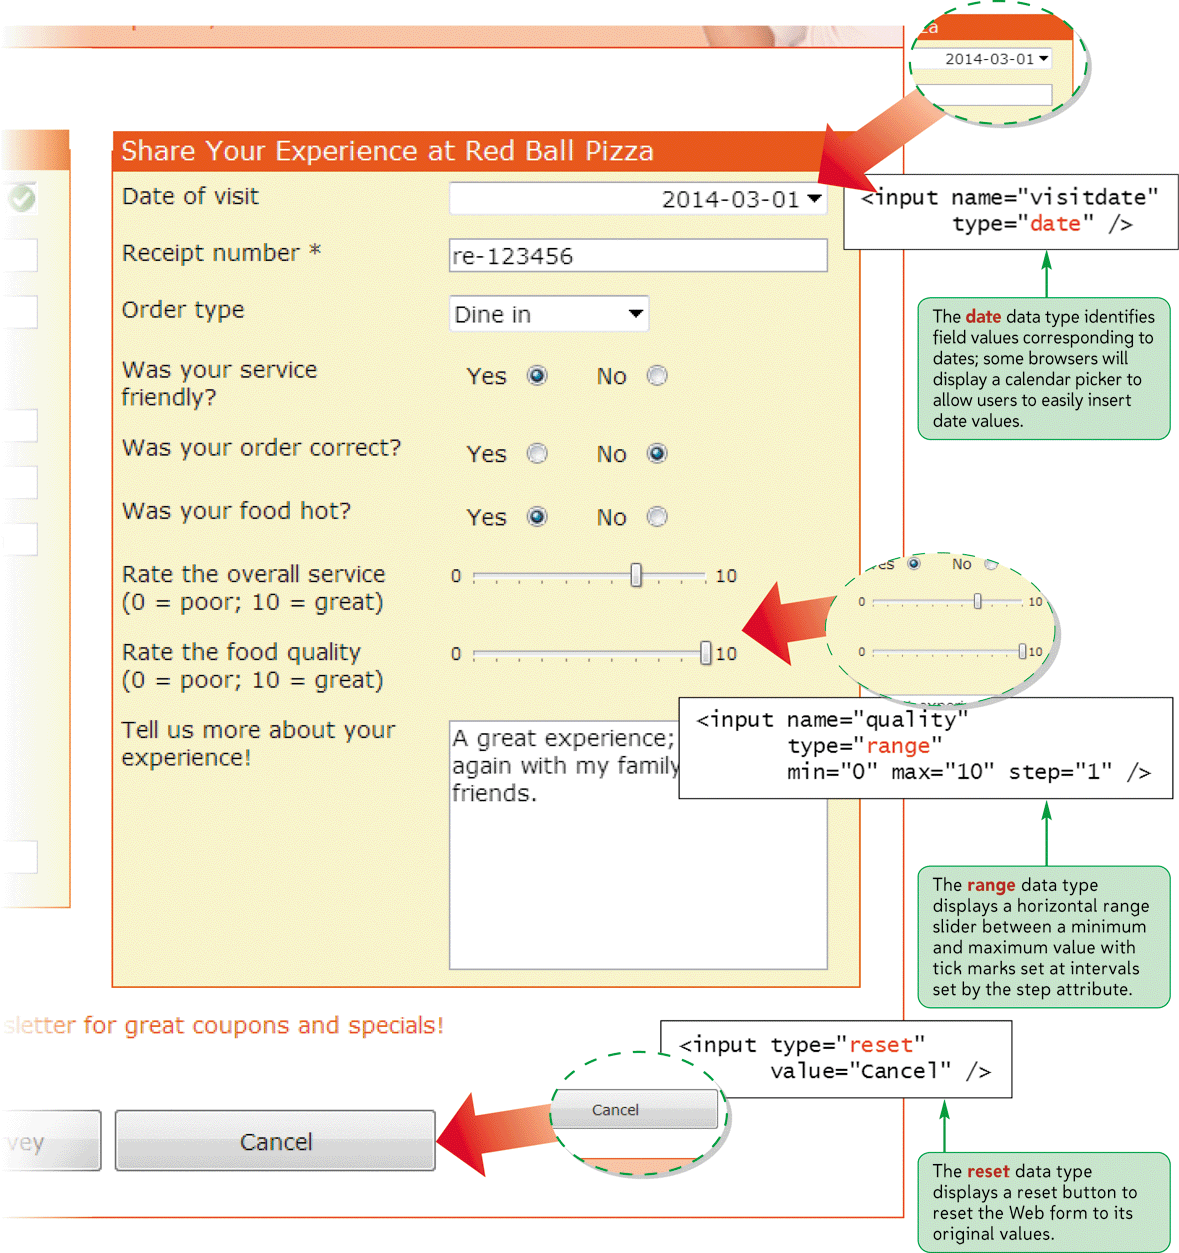 2014-03-01
Share Your Experience at Red Ball Pizza
Date of visit
2014-03-01
<input name="visitdate"
type="date" />
Receipt number *
re-123456
Order type
Dine in
The date data type identifies
field values corresponding to
dates; some browsers will
display a calendar picker to
allow users to easily insert
date values.
Was your service
friendly?
Yes No
Was your order correct?
Yes No
Was your food hot?
Yes No
Rate the overall service
(0 = poor; 10 = great)
0 10
Rate the food quality
(0 = poor; 10 = great)
0 10
No
0 10
0 10
<input name="quality"
type="range"
min="0" max="10" step="1" />
Tell us more about your
experience!
A great experience;
again with my family
friends.
The range data type
displays a horizontal range
slider between a minimum
and maximum value with
tick marks set at intervals
set by the step attribute.
for great coupons and specials!
<input type="reset"
value="Cancel" />
Cancel
Cancel
The reset data type
displays a reset button to
reset the Web form to its
original values.